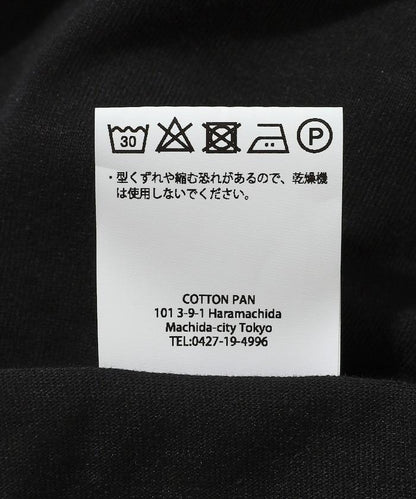 30 P
・型くずれや縮む恐れがあるので、乾燥機
は使用しないでください。
COTTON PAN
101 3-9-1 Haramachida
Machida-city Tokyo
TEL:0427-19-4996